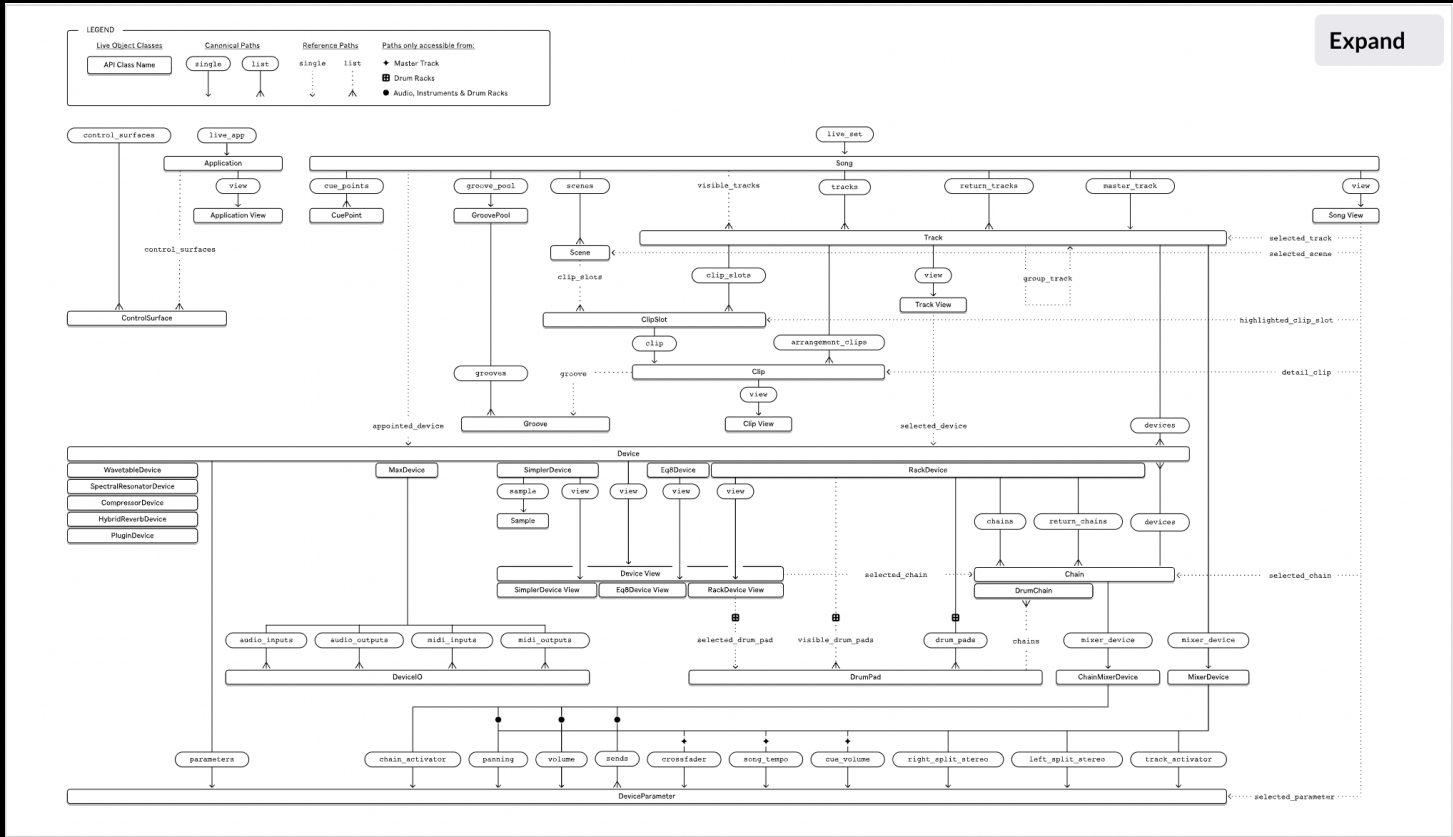 Expand
LEGEND
Live Object Classes
Canonical Paths
Reference Paths
Paths only accessible from:
API Class Name
single
list
single
list
Master Track
Drum Racks
Audio, Instruments & Drum Racks
control_surfaces
live_app
live_set
Application
Song
view
cue_points
groove_pool
scenes
visible_tracks
tracks
return_tracks
master_track
view
Application View
CuePoint
GroovePool
Song View
Track
selected_track
control_surfaces
Scene
selected_scene
clip_slots
clip_slots
view
group_track
Track View
ControlSurface
ClipSlot
highlighted_clip_slot
clip
arrangement_clips
grooves
groove
Clip
detail_clip
view
appointed_device
Groove
Clip View
selected_device
devices
Device
WavetableDevice
MaxDevice
SimplerDevice
Eq8Device
RackDevice
SpectralResonatorDevice
sample
view
view
view
view
CompressorDevice
HybridReverbDevice
Sample
chains
return_chains
devices
PluginDevice
Device View
selected_chain
Chain
selected_chain
SimplerDevice View
Eq8Device View
RackDevice View
DrumChain
audio_inputs
audio_outputs
midi_inputs
midi_outputs
selected_drum_pad
visible_drum_pads
drum_pads
chains
mixer_device
mixer_device
DeviceIO
DrumPad
ChainMixerDevice
MixerDevice
parameters
chain_activator
panning
volume
sends
crossfader
song_tempo
cue_volume
right_split_stereo
left_split_stereo
track_activator
DeviceParameter
selected_parameter